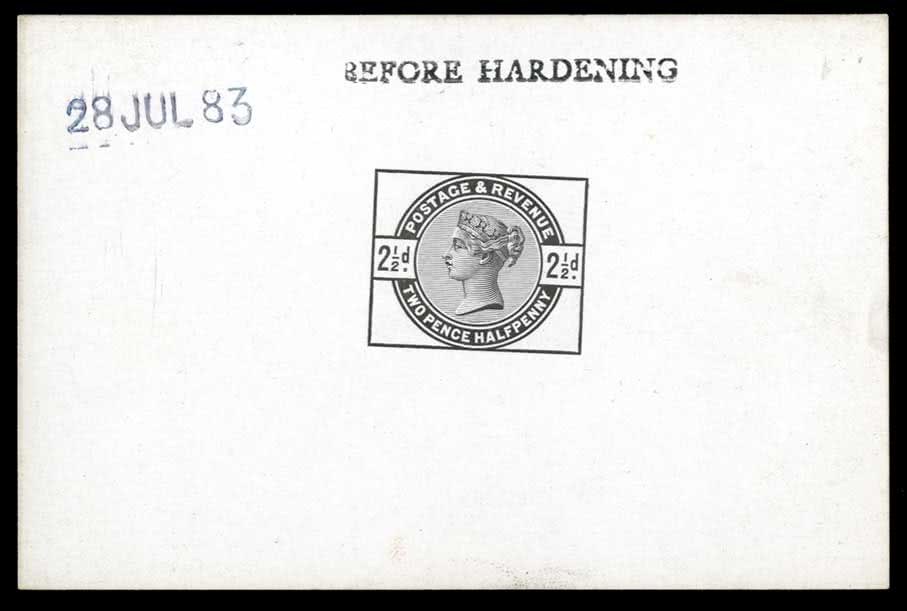 BEFORE HARDENING
28 JUL 83
POSTAGE & REVENUE
2½d. 2½d.
TWO PENCE HALFPENNY